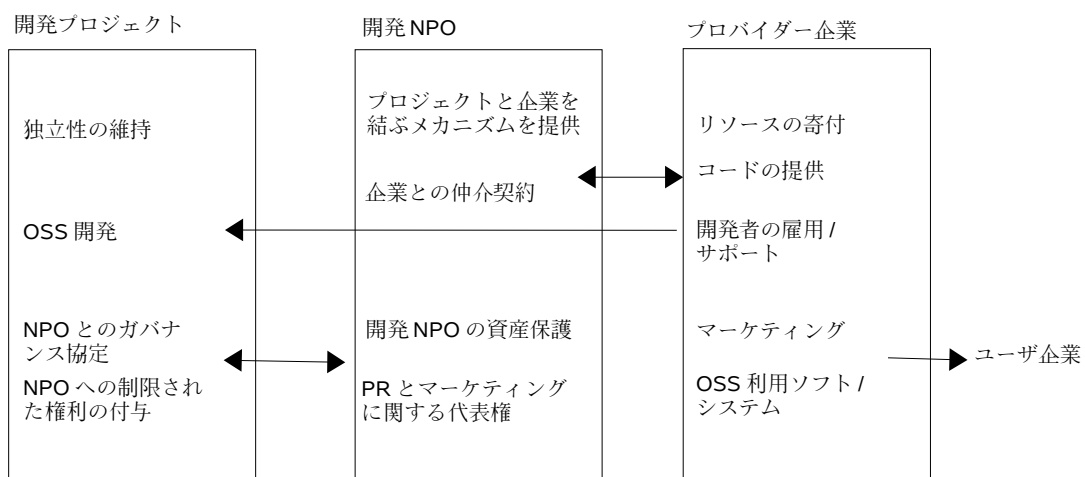 開発プロジェクト
独立性の維持
OSS 開発
NPO とのガバナ
ンス協定
NPO への制限され
た権利の付与
開発 NPO
プロジェクトと企業を
結ぶメカニズムを提供
企業との仲介契約
開発 NPO の資産保護
PR とマーケティング
に関する代表権
プロバイダー企業
リソースの寄付
コードの提供
開発者の雇用 /
サポート
マーケティング
OSS 利用ソフト /
システム
ユーザ企業